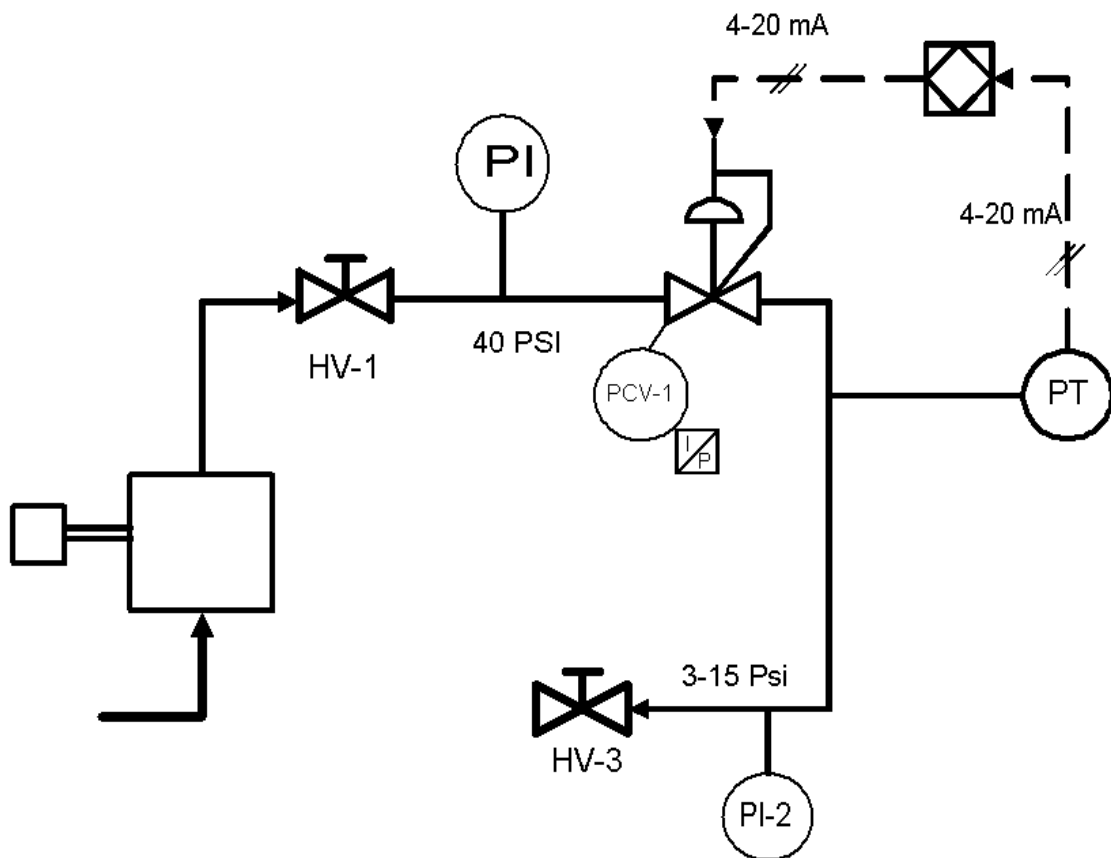 4-20 mA
PI
4-20 mA
40 PSI
HV-1
PCV-1
PT
I
P
3-15 Psi
HV-3
PI-2